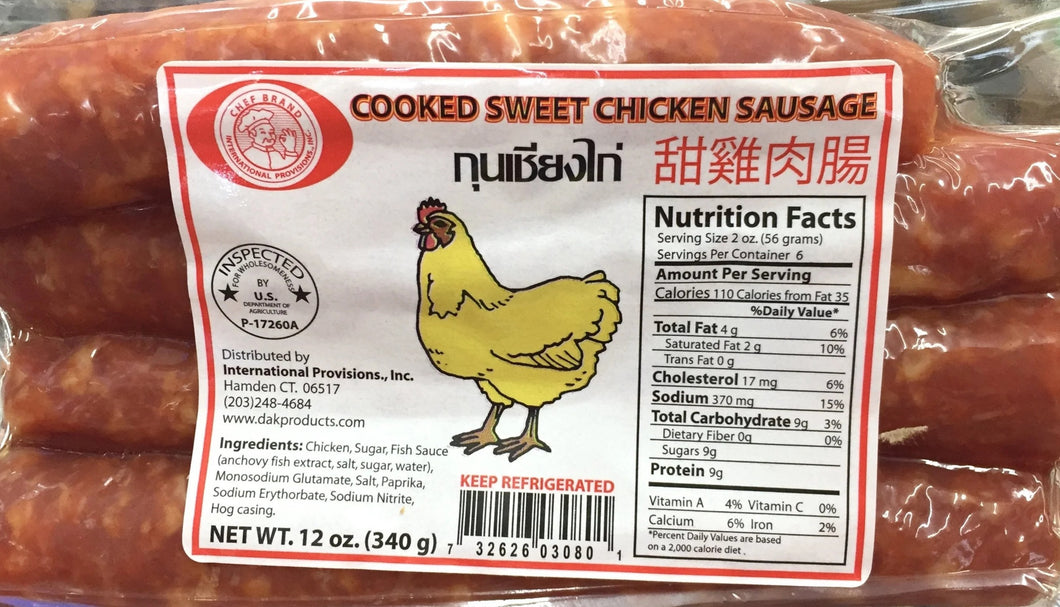 CHEF BRAND
INTERNATIONAL PROVISIONS, INC.
COOKED SWEET CHICKEN SAUSAGE
กุนเชียงไก่ 甜雞肉腸
INSPECTED
FOR WHOLESOMENESS
BY
U.S.
DEPARTMENT OF
AGRICULTURE
P-17260A
Distributed by
International Provisions., Inc.
Hamden CT. 06517
(203)248-4684
www.dakproducts.com
Ingredients: Chicken, Sugar, Fish Sauce
(anchovy fish extract, salt, sugar, water),
Monosodium Glutamate, Salt, Paprika,
Sodium Erythorbate, Sodium Nitrite,
Hog casing.
NET WT. 12 oz. (340 g)
KEEP REFRIGERATED
7 32626 03080 1
Nutrition Facts
Serving Size 2 oz. (56 grams)
Servings Per Container 6
Amount Per Serving
Calories 110 Calories from Fat 35
%Daily Value*
Total Fat 4 g 6%
Saturated Fat 2 g 10%
Trans Fat 0 g
Cholesterol 17 mg 6%
Sodium 370 mg 15%
Total Carbohydrate 9g 3%
Dietary Fiber 0g 0%
Sugars 9g
Protein 9g
Vitamin A 4% Vitamin C 0%
Calcium 6% Iron 2%
*Percent Daily Values are based
on a 2,000 calorie diet .